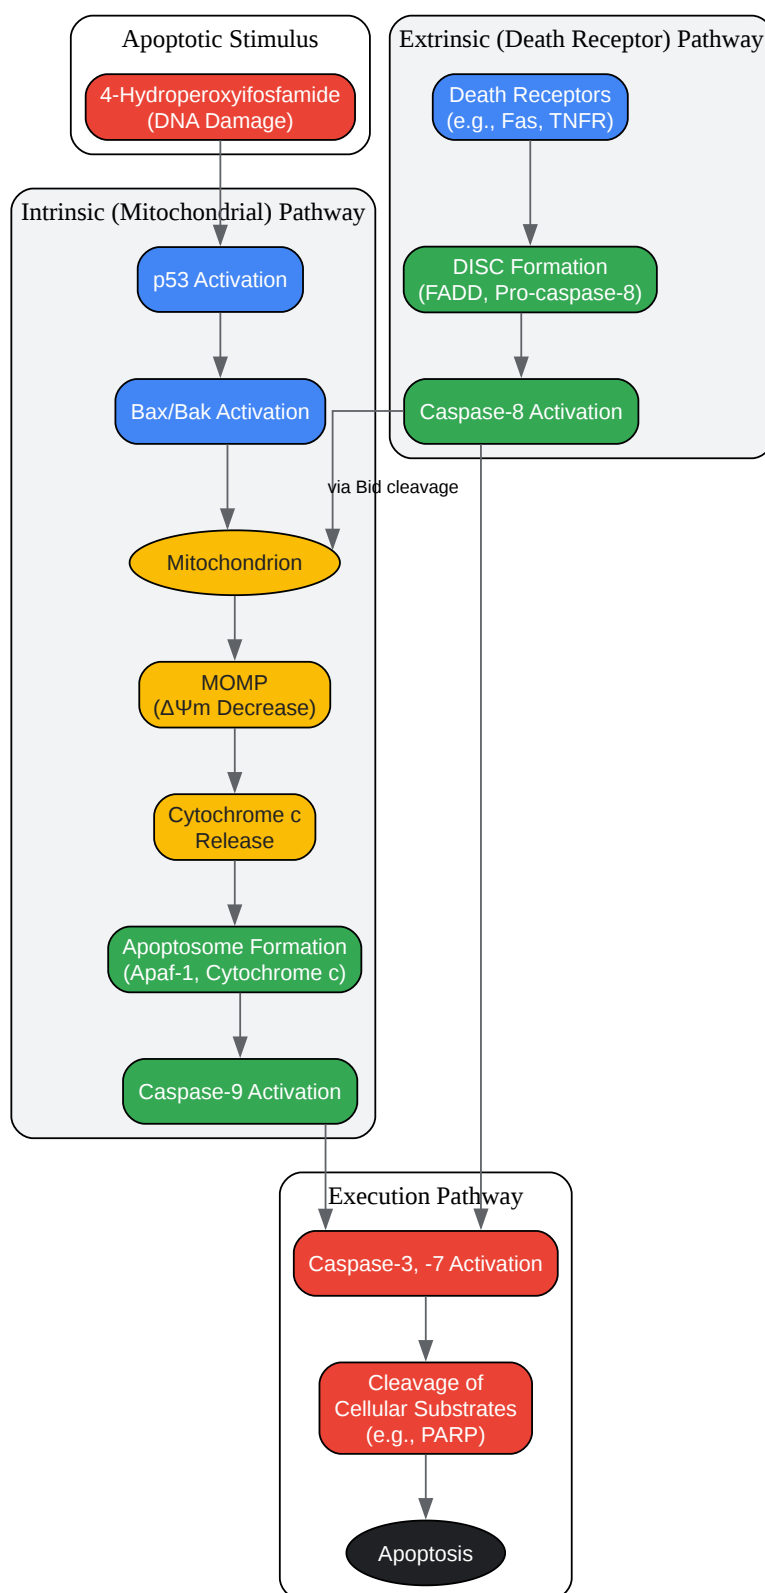 Apoptotic Stimulus
4-Hydroperoxyifosfamide
(DNA Damage)
Extrinsic (Death Receptor) Pathway
Death Receptors
(e.g., Fas, TNFR)
DISC Formation
(FADD, Pro-caspase-8)
Caspase-8 Activation
via Bid cleavage
Intrinsic (Mitochondrial) Pathway
p53 Activation
Bax/Bak Activation
Mitochondrion
MOMP
(ΔΨm Decrease)
Cytochrome c
Release
Apoptosome Formation
(Apaf-1, Cytochrome c)
Caspase-9 Activation
Execution Pathway
Caspase-3, -7 Activation
Cleavage of
Cellular Substrates
(e.g., PARP)
Apoptosis